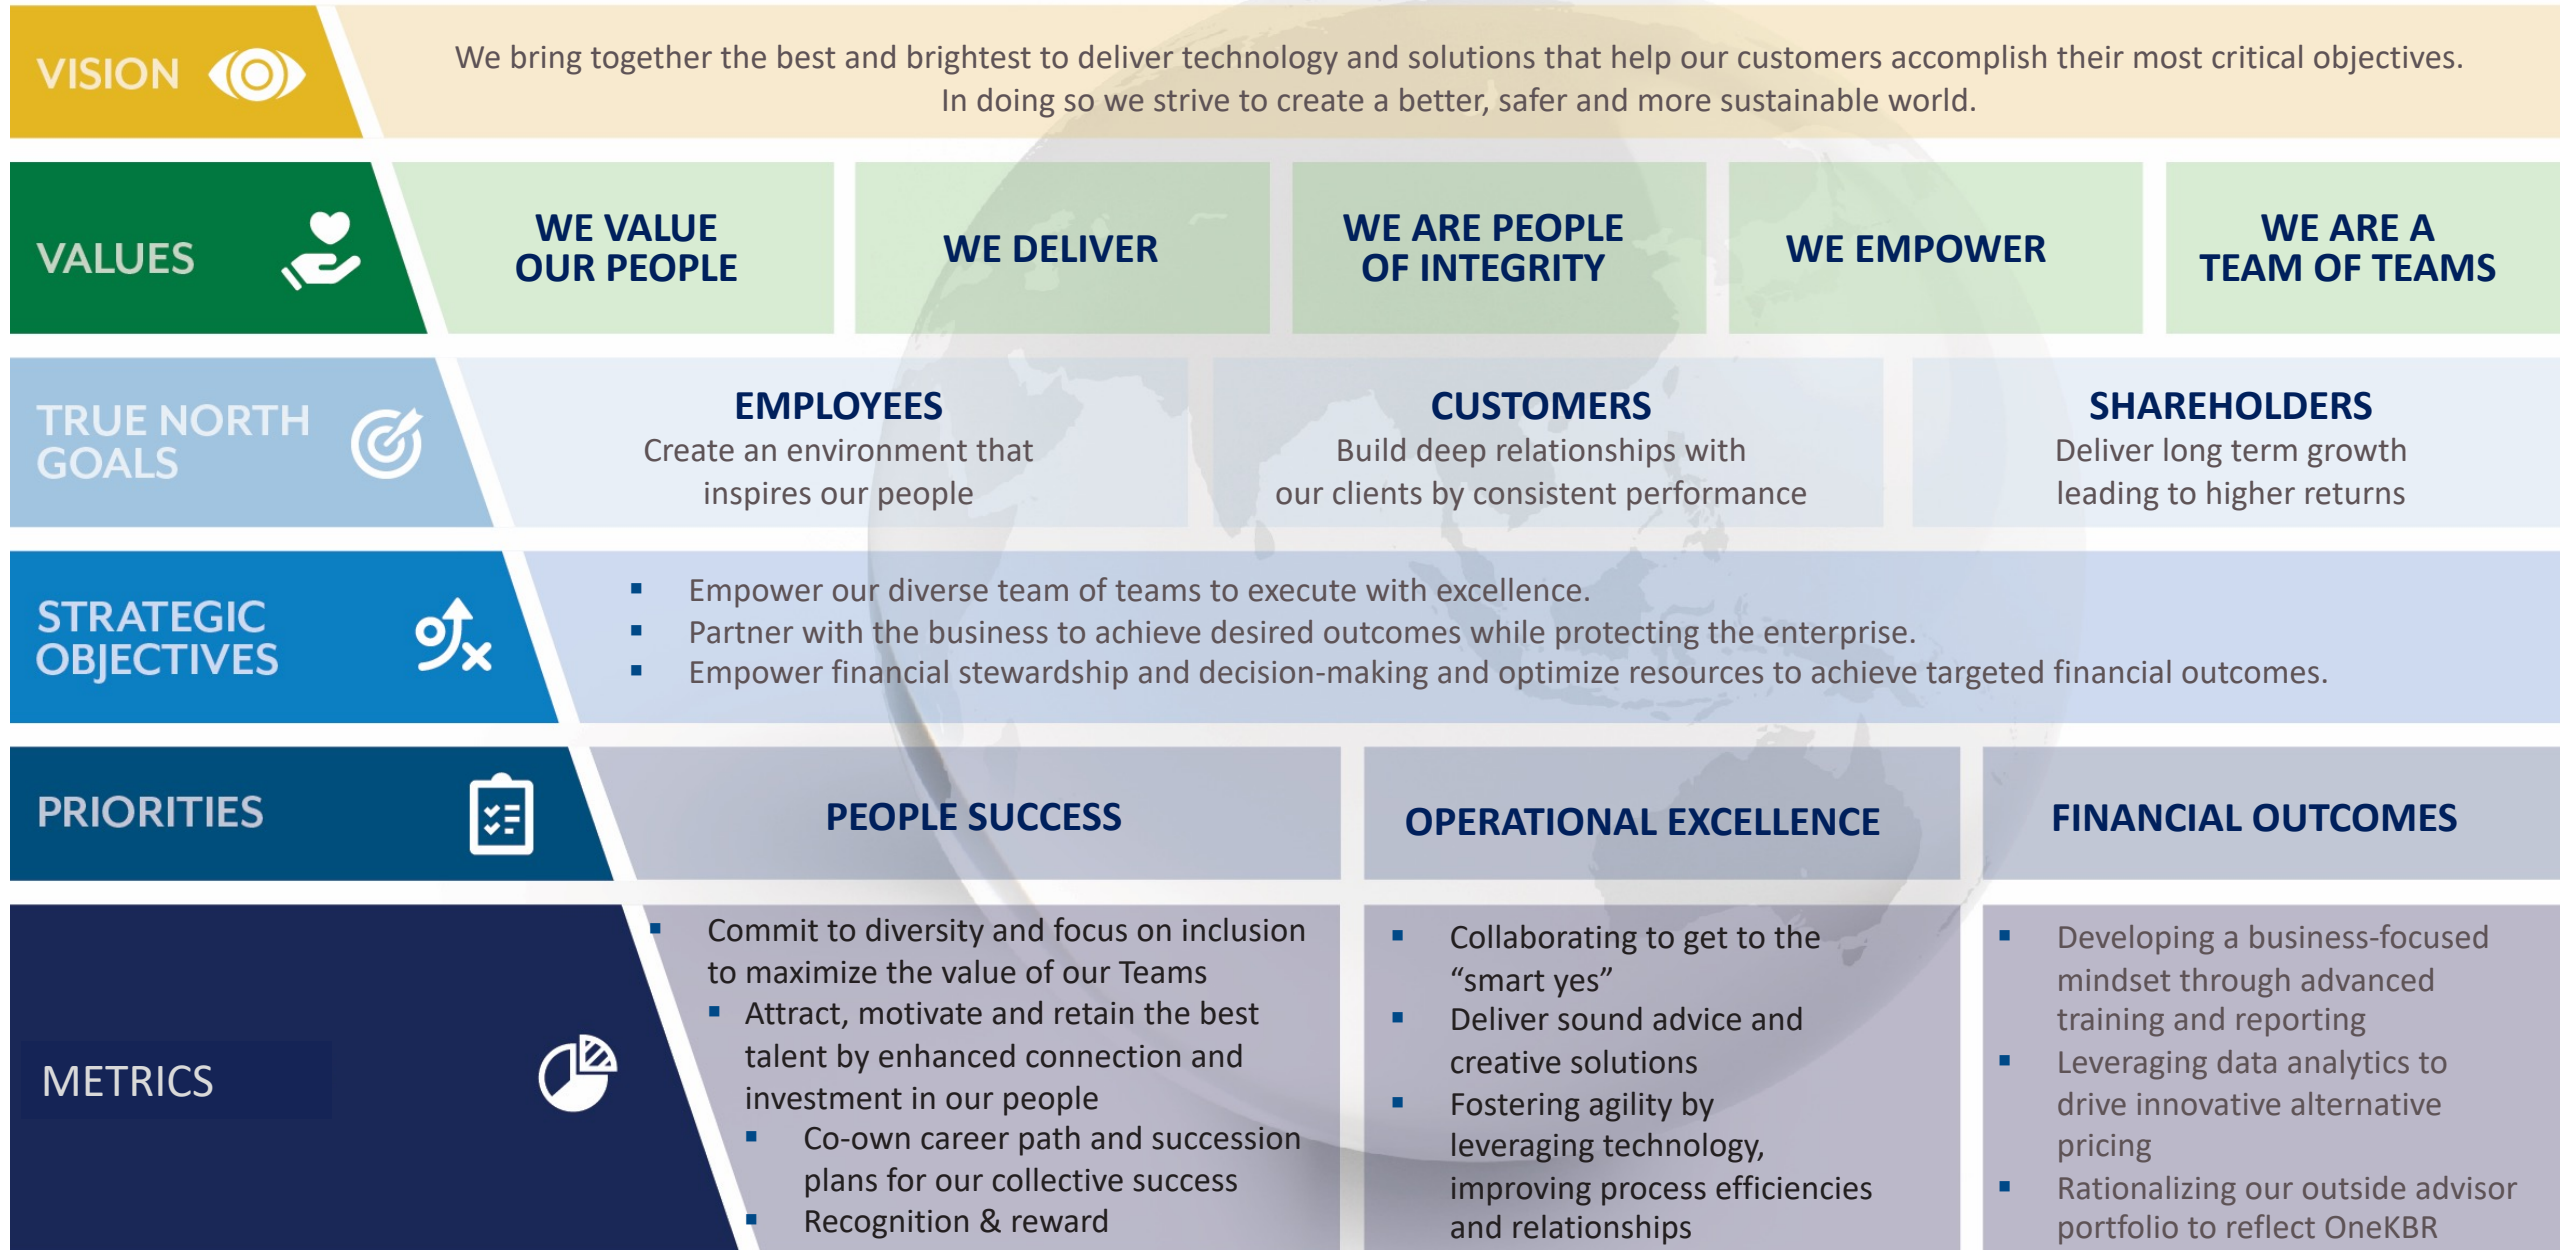 VISION
We bring together the best and brightest to deliver technology and solutions that help our customers accomplish their most critical objectives.
In doing so we strive to create a better, safer and more sustainable world.
VALUES
WE VALUE
OUR PEOPLE
WE DELIVER
WE ARE PEOPLE
OF INTEGRITY
WE EMPOWER
WE ARE A
TEAM OF TEAMS
TRUE NORTH
GOALS
EMPLOYEES
Create an environment that
inspires our people
CUSTOMERS
Build deep relationships with
our clients by consistent performance
SHAREHOLDERS
Deliver long term growth
leading to higher returns
STRATEGIC
OBJECTIVES
▪ Empower our diverse team of teams to execute with excellence.
▪ Partner with the business to achieve desired outcomes while protecting the enterprise.
▪ Empower financial stewardship and decision-making and optimize resources to achieve targeted financial outcomes.
PRIORITIES
PEOPLE SUCCESS
OPERATIONAL EXCELLENCE
FINANCIAL OUTCOMES
METRICS
▪ Commit to diversity and focus on inclusion
to maximize the value of our Teams
▪ Attract, motivate and retain the best
talent by enhanced connection and
investment in our people
▪ Co-own career path and succession
plans for our collective success
▪ Recognition & reward
▪ Collaborating to get to the
“smart yes”
▪ Deliver sound advice and
creative solutions
▪ Fostering agility by
leveraging technology,
improving process efficiencies
and relationships
▪ Developing a business-focused
mindset through advanced
training and reporting
▪ Leveraging data analytics to
drive innovative alternative
pricing
▪ Rationalizing our outside advisor
portfolio to reflect OneKBR